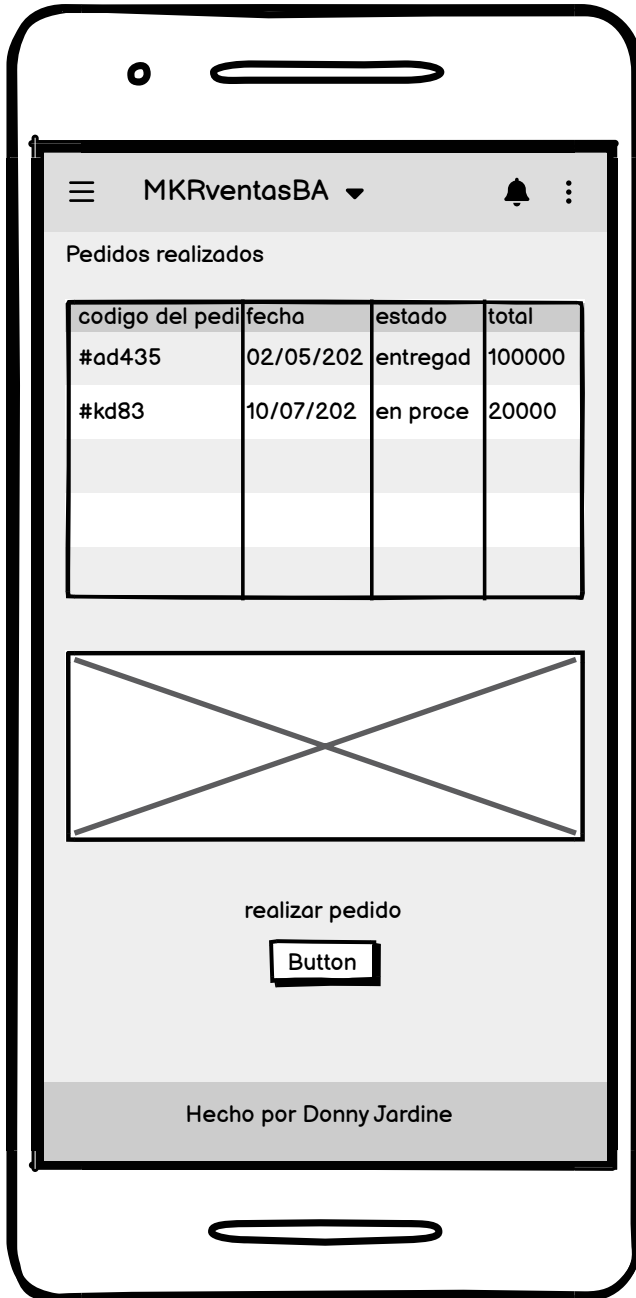 MKRventasBA
Pedidos realizados
codigo del pedi fecha estado total
#ad435 02/05/202 entregad 100000
#kd83 10/07/202 en proce 20000
realizar pedido
Button
Hecho por Donny Jardine